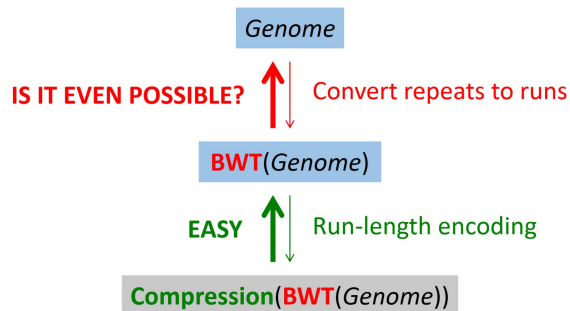 Genome
IS IT EVEN POSSIBLE? Convert repeats to runs
BWT(Genome)
EASY Run-length encoding
Compression(BWT(Genome))